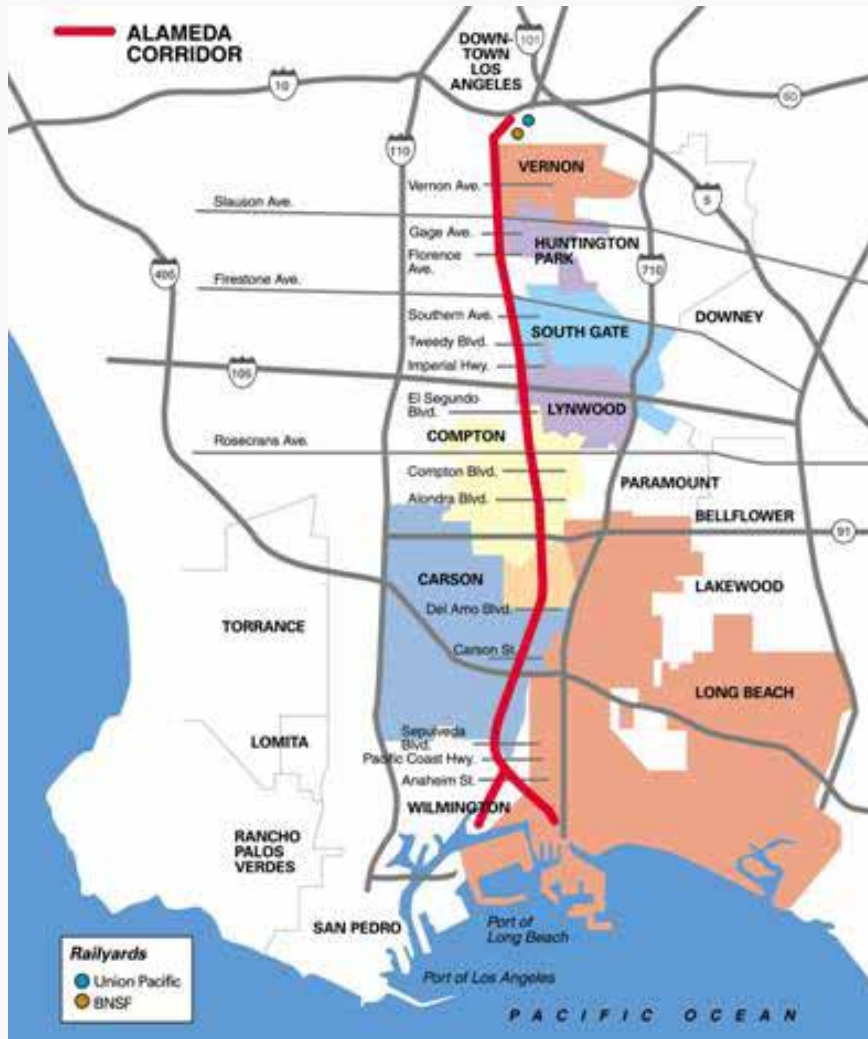 ALAMEDA
CORRIDOR
DOWN-
TOWN
LOS
ANGELES
101
10
60
110
VERNON
Vernon Ave.
Slauson Ave.
5
Gage Ave.
HUNTINGTON
PARK
Florence
Ave.
405
710
Firestone Ave.
Southern Ave.
SOUTH GATE
DOWNEY
Tweedy Blvd.
Imperial Hwy.
105
El Segundo
Blvd.
LYNWOOD
COMPTON
Rosecrans Ave.
Compton Blvd.
PARAMOUNT
Alondra Blvd.
BELLFLOWER
91
CARSON
LAKEWOOD
Del Amo Blvd.
TORRANCE
Carson St.
LONG BEACH
LOMITA
Sepulveda
Blvd.
Pacific Coast Hwy.
Anaheim St.
WILMINGTON
RANCHO
PALOS
VERDES
SAN PEDRO
Port of
Long Beach
Railyards
Union Pacific
BNSF
Port of Los Angeles
PACIFIC OCEAN